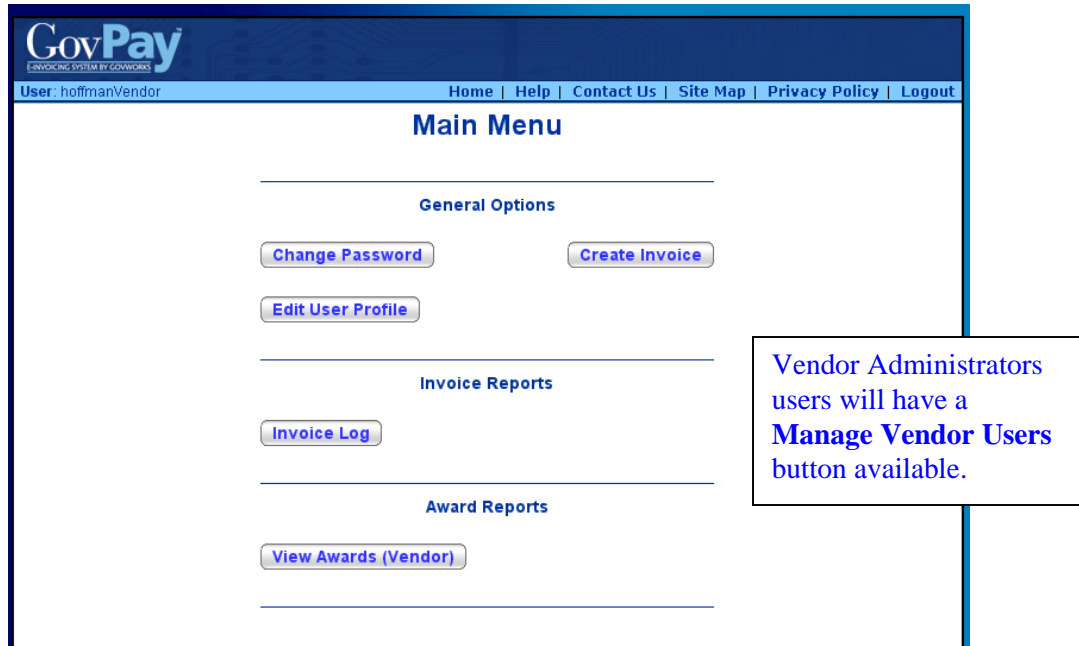 GovPay
E-INVOICING SYSTEM BY GOVWORKS
User: hoffmanVendor
Home | Help | Contact Us | Site Map | Privacy Policy | Logout
Main Menu
General Options
Change Password
Create Invoice
Edit User Profile
Invoice Reports
Invoice Log
Award Reports
View Awards (Vendor)
Vendor Administrators
users will have a
Manage Vendor Users
button available.